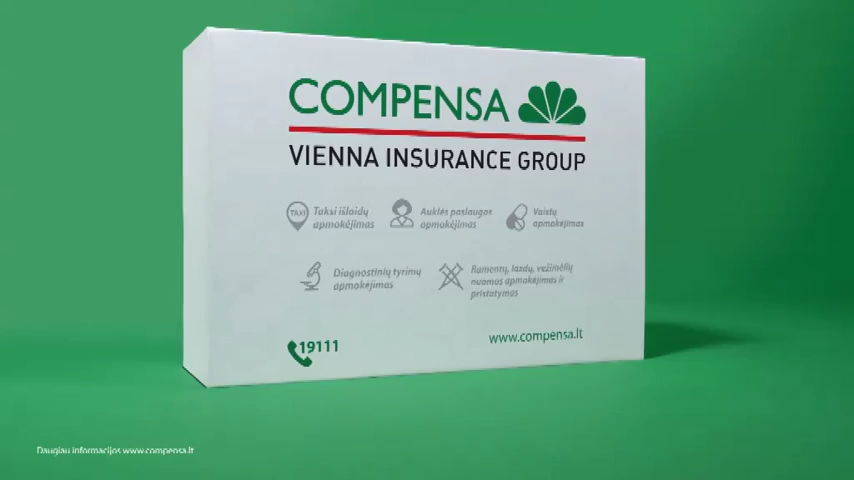 COMPENSA
VIENNA INSURANCE GROUP
TAXI
Taksi išlaidų
apmokėjimas
Auklės paslaugos
apmokėjimas
Vaistų
apmokėjimas
Diagnostinių tyrimų
apmokėjimas
Ramentų, lazdų, vežimėlių
nuomos apmokėjimas ir
pristatymas
19111
www.compensa.lt
Daugiau informacijos www.compensa.lt